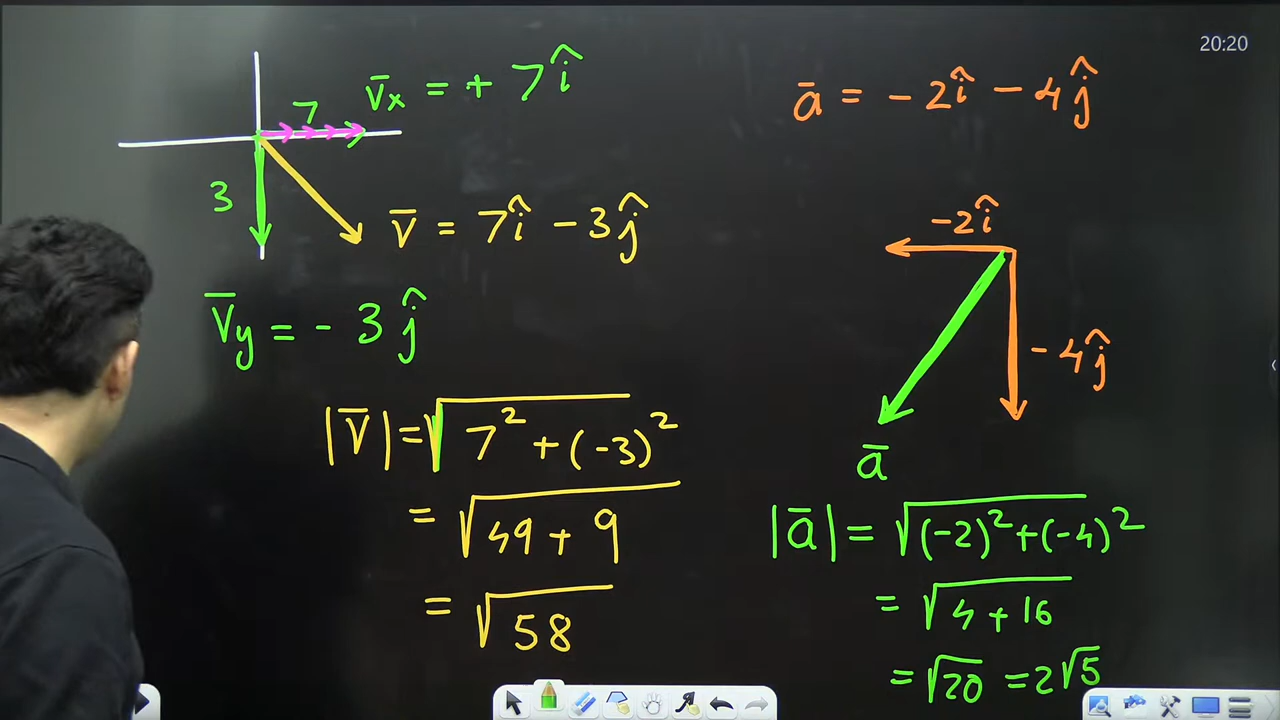 20:20
7
v̄x = + 7î
3
v̄ = 7î - 3ĵ
V̄y = - 3ĵ
|V̄| = √7² + (-3)²
= √49 + 9
= √58
ā = - 2î - 4ĵ
-2î
- 4ĵ
ā
|ā| = √(-2)² + (-4)²
= √4 + 16
= √20 = 2√5